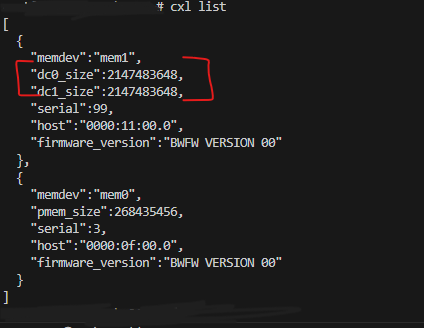 # cxl list
[
  {
    "memdev":"mem1",
    "dc0_size":2147483648,
    "dc1_size":2147483648,
    "serial":99,
    "host":"0000:11:00.0",
    "firmware_version":"BWFW VERSION 00"
  },
  {
    "memdev":"mem0",
    "pmem_size":268435456,
    "serial":3,
    "host":"0000:0f:00.0",
    "firmware_version":"BWFW VERSION 00"
  }
]